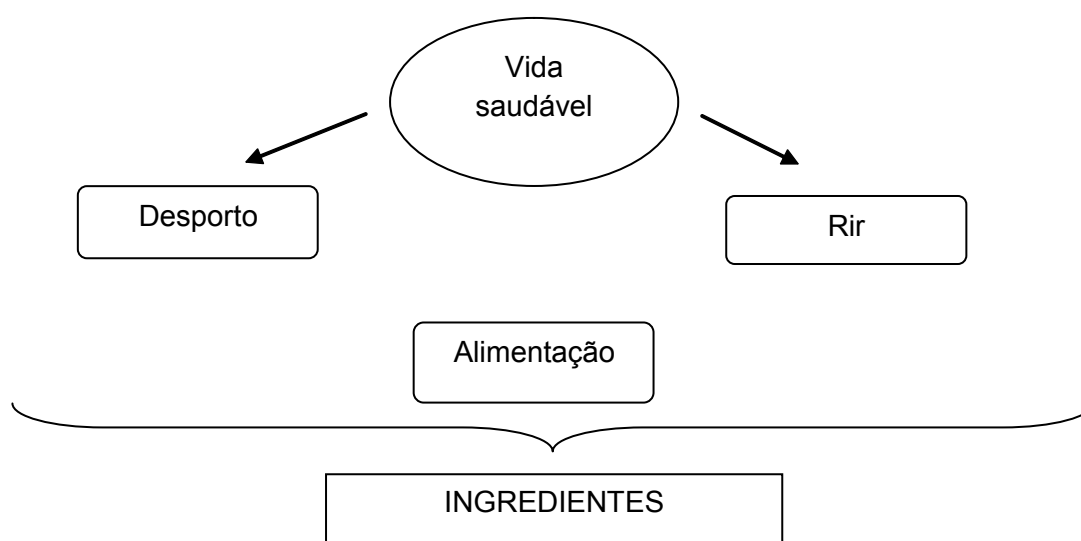 Vida
saudável
Desporto
Rir
Alimentação
INGREDIENTES